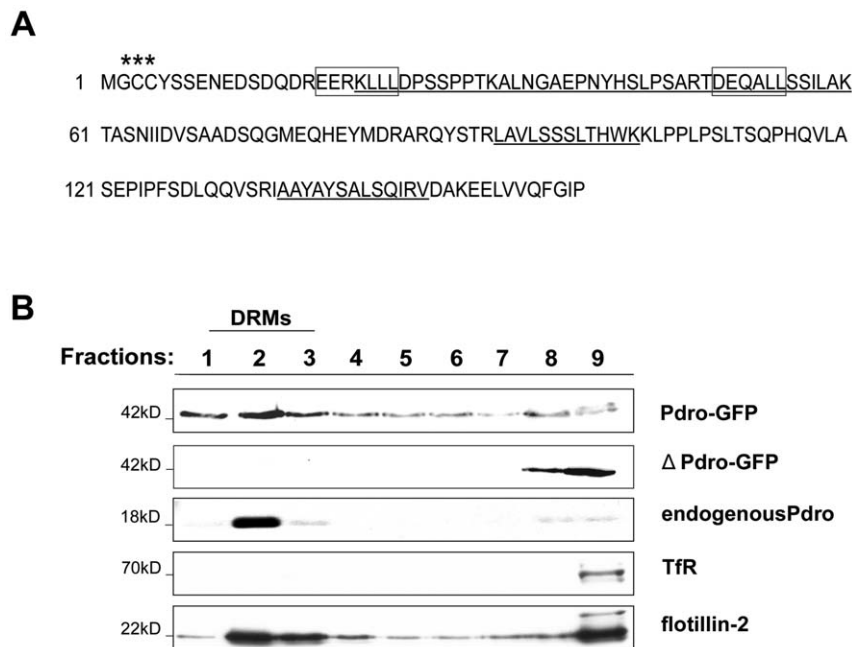 A
***
1 MGCCYSSENEDSDQDREERKLLLDPSSPPTKALNGAEPNYHSLPSARTDEQALLSSILAK
61 TASNIIDVSAADSQGMEQHEYMDRARQYSTRLAVLSSSLTHWKKLPPLPSLTSQPHQVLA
121 SEPIPFSDLQQVSRIAAYAYSALSQIRVDAKEELVVQFGIP
B
DRMs
Fractions: 1 2 3 4 5 6 7 8 9
42kD Pdro-GFP
42kD Δ Pdro-GFP
18kD endogenousPdro
70kD TfR
22kD flotillin-2